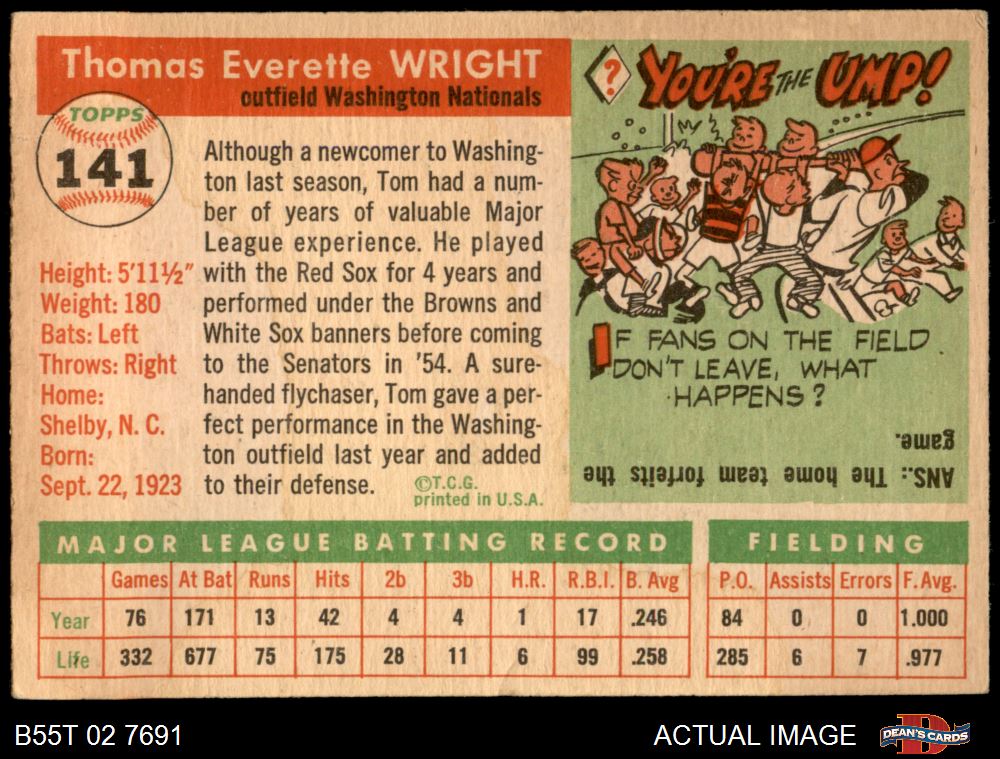 Thomas Everette WRIGHT
outfield Washington Nationals
TOPPS
141
Height: 5'11½"
Weight: 180
Bats: Left
Throws: Right
Home:
Shelby, N. C.
Born:
Sept. 22, 1923
Although a newcomer to Washing-
ton last season, Tom had a num-
ber of years of valuable Major
League experience. He played
with the Red Sox for 4 years and
performed under the Browns and
White Sox banners before coming
to the Senators in '54. A sure-
handed flychaser, Tom gave a per-
fect performance in the Washing-
ton outfield last year and added
to their defense.
©T.C.G.
printed in U.S.A.
? YOU'RE THE UMP!
IF FANS ON THE FIELD
DON'T LEAVE, WHAT
HAPPENS?
ANS.: The home team forfeits the
game.
MAJOR LEAGUE BATTING RECORD
Games At Bat Runs Hits 2b 3b H.R. R.B.I. B. Avg
Year 76 171 13 42 4 4 1 17 .246
Life 332 677 75 175 28 11 6 99 .258
FIELDING
P.O. Assists Errors F. Avg.
84 0 0 1.000
285 6 7 .977
B55T 02 7691
ACTUAL IMAGE
D
DEAN'S CARDS